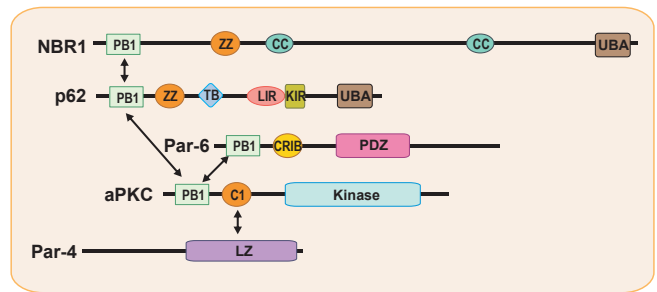 NBR1 PB1 ZZ CC CC UBA
p62 PB1 ZZ TB LIR KIR UBA
Par-6 PB1 CRIB PDZ
aPKC PB1 C1 Kinase
Par-4 LZ